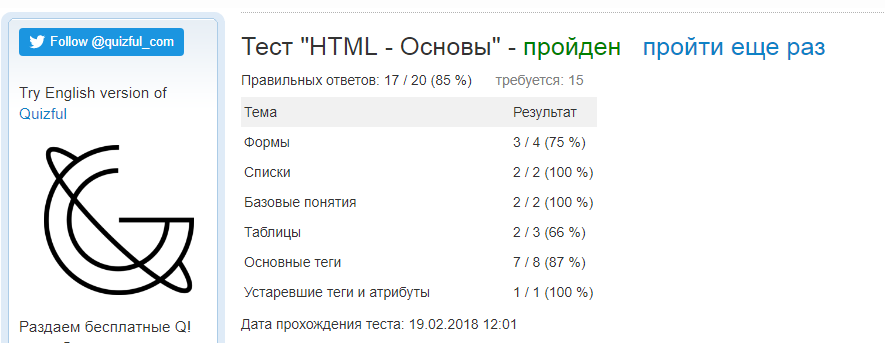 Follow @quizful_com
Try English version of
Quizful
Раздаем бесплатные Q!
Тест "HTML - Основы" - пройден пройти еще раз
Правильных ответов: 17 / 20 (85 %) требуется: 15
Тема Результат
Формы 3 / 4 (75 %)
Списки 2 / 2 (100 %)
Базовые понятия 2 / 2 (100 %)
Таблицы 2 / 3 (66 %)
Основные теги 7 / 8 (87 %)
Устаревшие теги и атрибуты 1 / 1 (100 %)
Дата прохождения теста: 19.02.2018 12:01